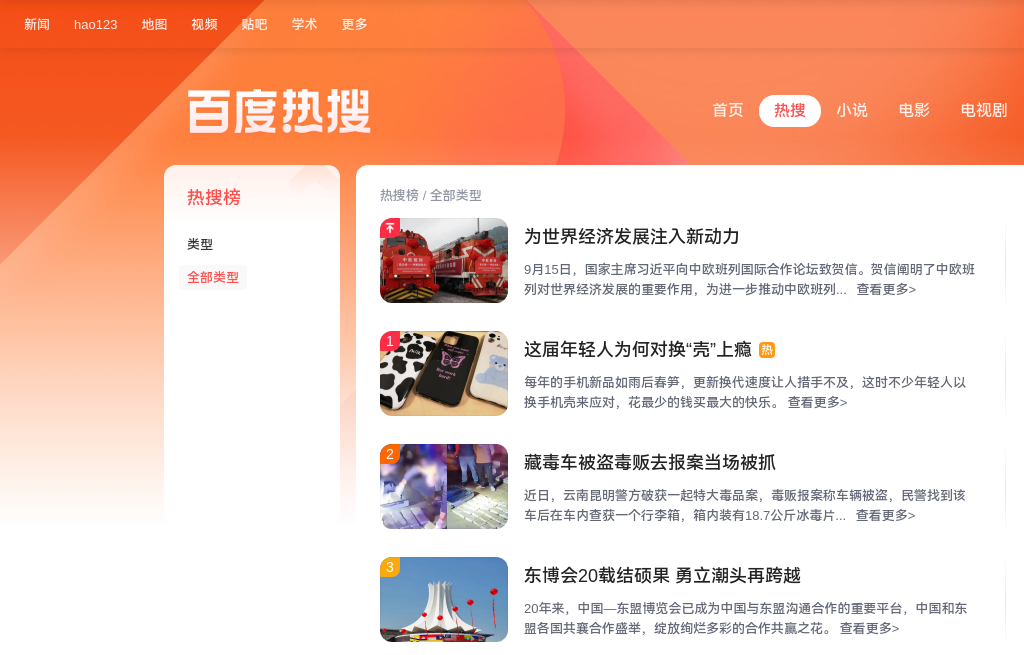 新闻 hao123 地图 视频 贴吧 学术 更多
百度热搜
首页 热搜 小说 电影 电视剧
热搜榜
类型
全部类型
热搜榜 / 全部类型
为世界经济发展注入新动力
9月15日，国家主席习近平向中欧班列国际合作论坛致贺信。贺信阐明了中欧班
列对世界经济发展的重要作用，为进一步推动中欧班列... 查看更多>
1
这届年轻人为何对换“壳”上瘾 热
每年的手机新品如雨后春笋，更新换代速度让人措手不及，这时不少年轻人以
换手机壳来应对，花最少的钱买最大的快乐。 查看更多>
2
藏毒车被盗毒贩去报案当场被抓
近日，云南昆明警方破获一起特大毒品案，毒贩报案称车辆被盗，民警找到该
车后在车内查获一个行李箱，箱内装有18.7公斤冰毒片... 查看更多>
3
东博会20载结硕果 勇立潮头再跨越
20年来，中国—东盟博览会已成为中国与东盟沟通合作的重要平台，中国和东
盟各国共襄合作盛举，绽放绚烂多彩的合作共赢之花。 查看更多>